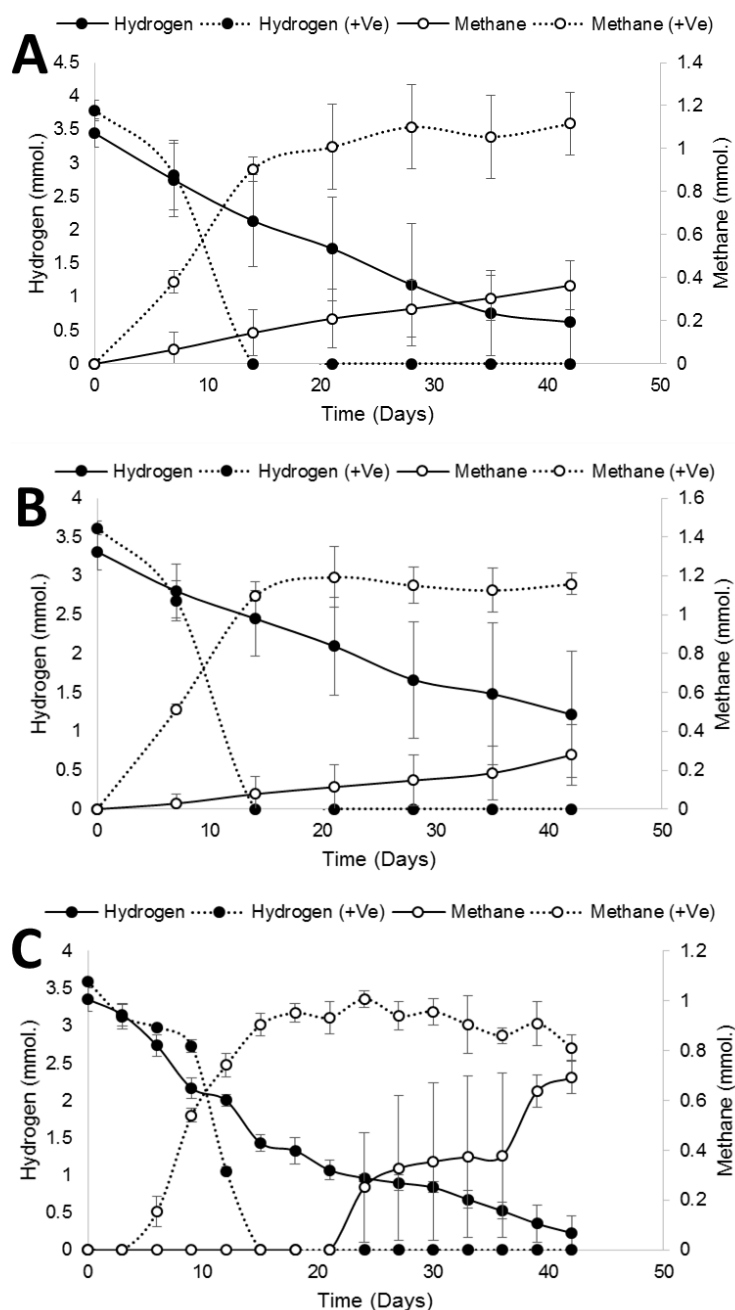 Hydrogen Hydrogen (+Ve) Methane Methane (+Ve)
A
4.5
4
3.5
3
2.5
2
1.5
1
0.5
0
Hydrogen (mmol.)
1.4
1.2
1
0.8
0.6
0.4
0.2
0
Methane (mmol.)
0 10 20 30 40 50
Time (Days)
Hydrogen Hydrogen (+Ve) Methane Methane (+Ve)
B
4
3.5
3
2.5
2
1.5
1
0.5
0
Hydrogen (mmol.)
1.6
1.4
1.2
1
0.8
0.6
0.4
0.2
0
Methane (mmol.)
0 10 20 30 40 50
Time (Days)
Hydrogen Hydrogen (+Ve) Methane Methane (+Ve)
C
4
3.5
3
2.5
2
1.5
1
0.5
0
Hydrogen (mmol.)
1.2
1
0.8
0.6
0.4
0.2
0
Methane (mmol.)
0 10 20 30 40 50
Time (Days)